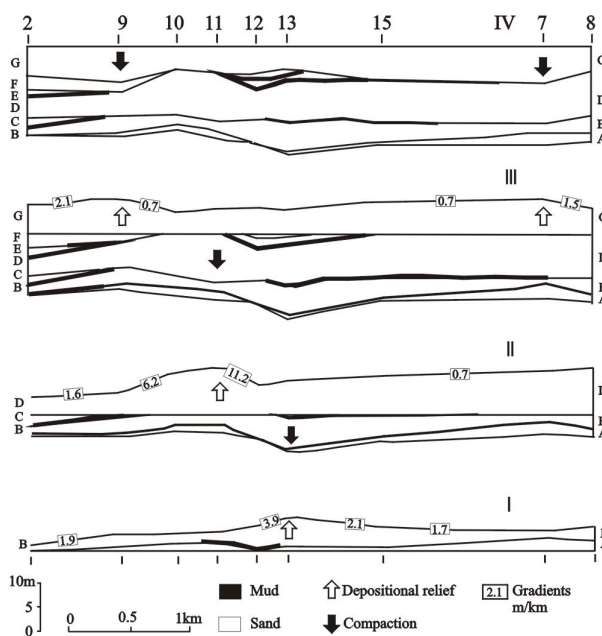 2 9 10 11 12 13 15 IV 7 8
G
F
E
D
C
B
G
D
B
A
III
2.1 0.7 0.7 1.5
G
F
E
D
C
B
II
1.6 6.2 11.2 0.7
D
C
B
I
1.9 3.9 2.1 1.7
B
10m
5
0
0 0.5 1km
Mud
Sand
Depositional relief
Compaction
2.1 Gradients
m/km